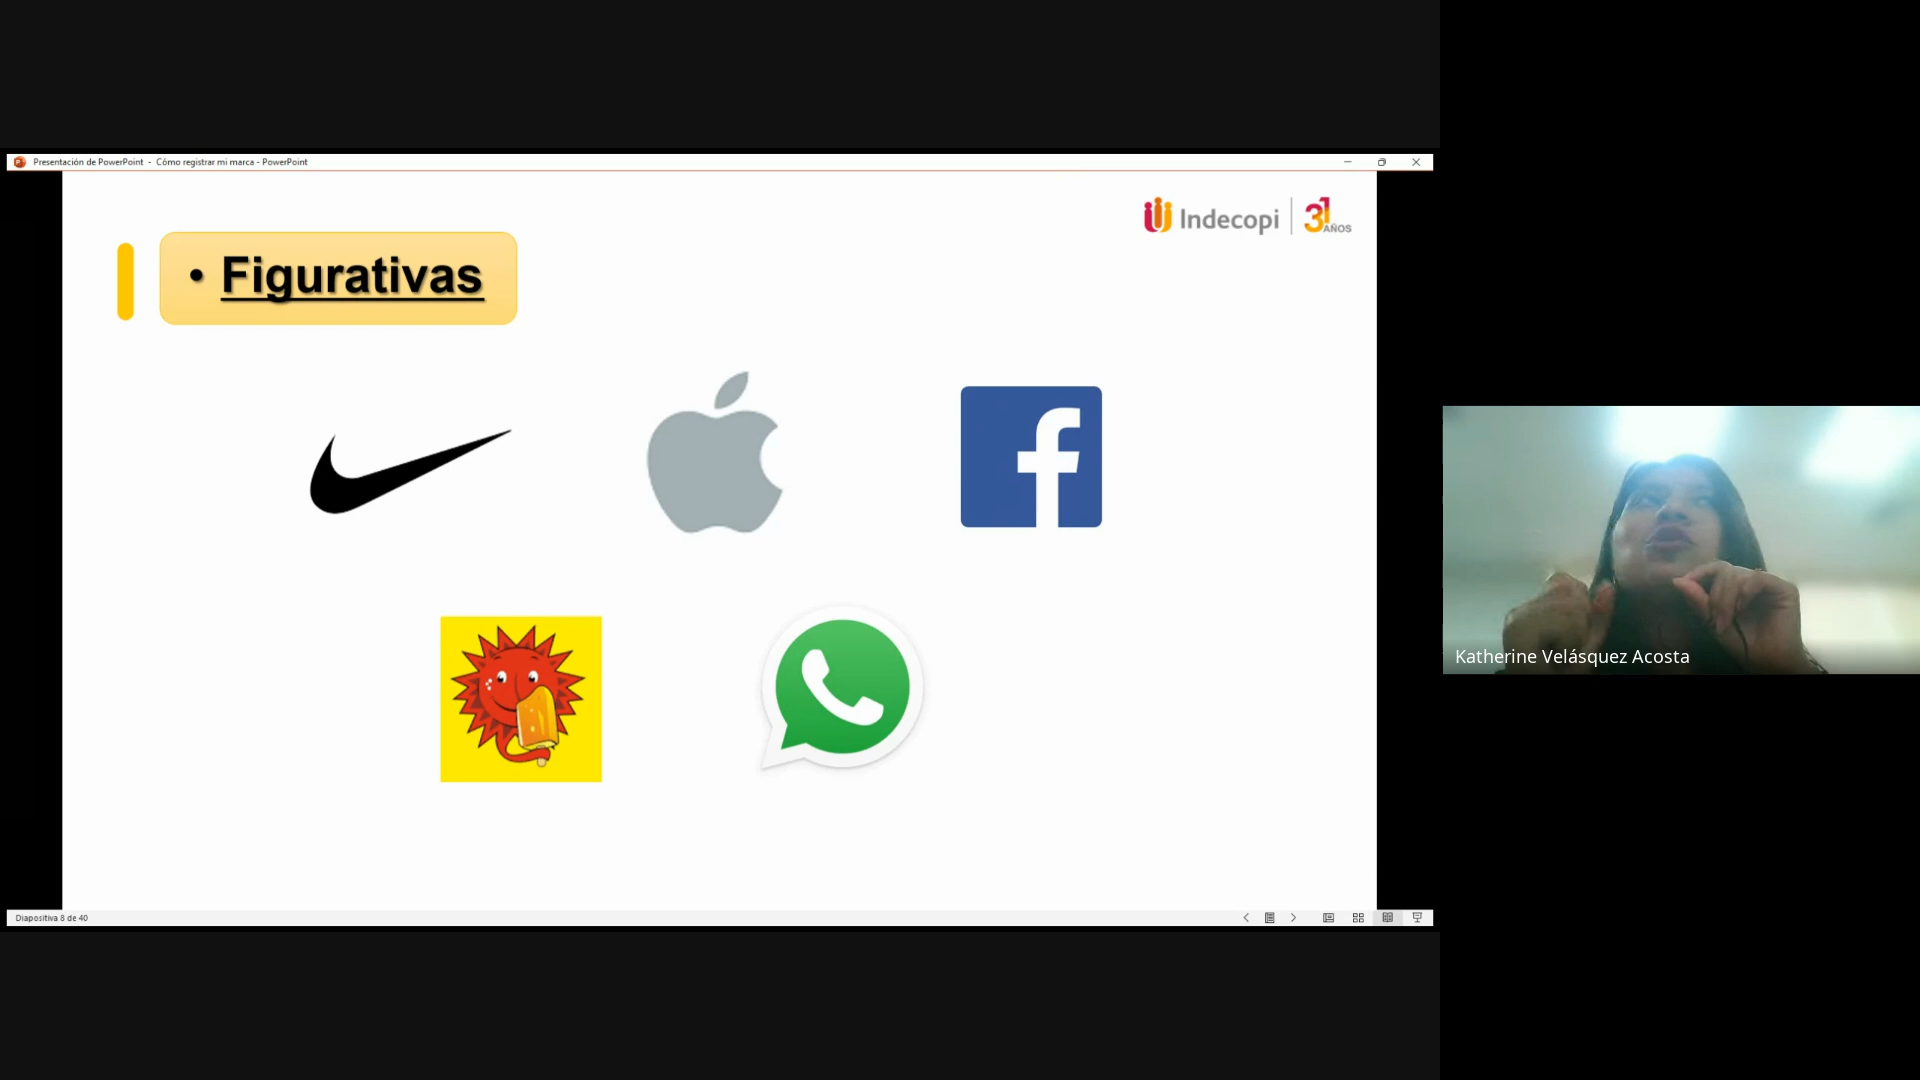 Presentación de PowerPoint - Cómo registrar mi marca - PowerPoint
Indecopi
31 AÑOS
• Figurativas
f
Katherine Velásquez Acosta
Diapositiva 8 de 40